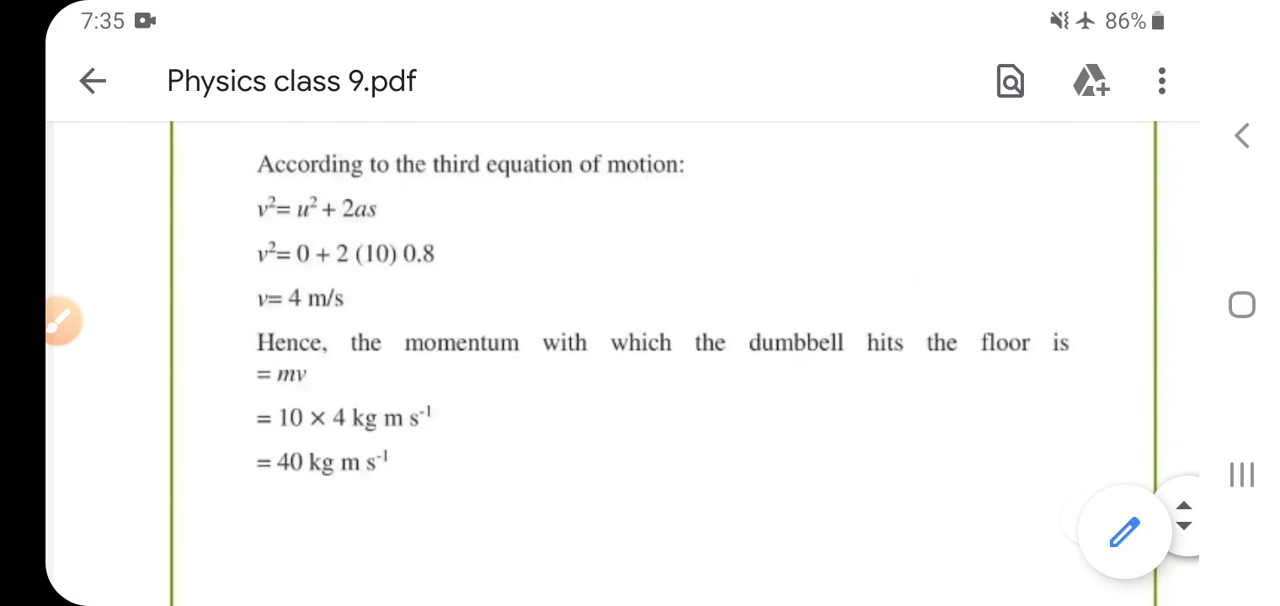 7:35
86%
Physics class 9.pdf
According to the third equation of motion:
v²= u² + 2as
v²= 0 + 2 (10) 0.8
v= 4 m/s
Hence, the momentum with which the dumbbell hits the floor is
= mv
= 10 × 4 kg m s⁻¹
= 40 kg m s⁻¹